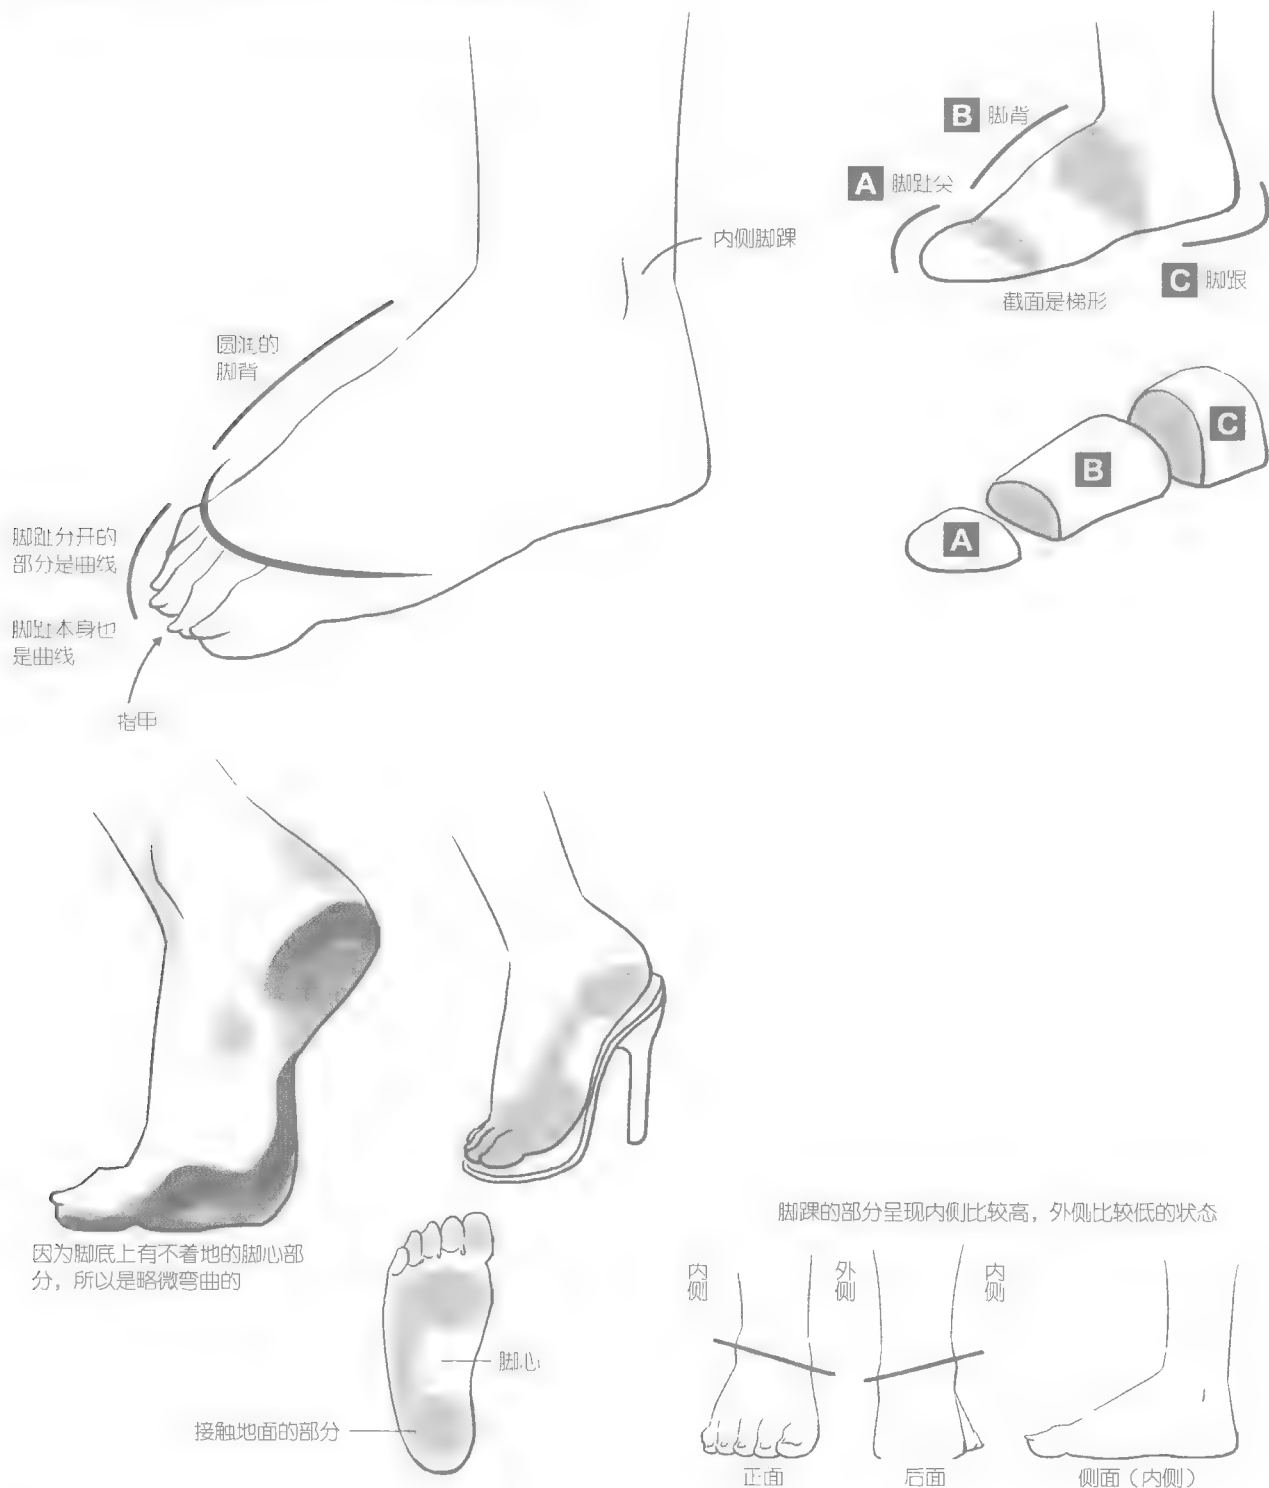 B 脚背
A 脚趾尖
内侧脚踝
C 脚跟
截面是梯形
圆润的
脚背
C
B
A
脚趾分开的
部分是曲线
脚趾本身也
是曲线
指甲
因为脚底上有不着地的脚心部
分，所以是略微弯曲的
脚心
接触地面的部分
脚踝的部分呈现内侧比较高，外侧比较低的状态
内侧
外侧
内侧
正面
后面
侧面（内侧）